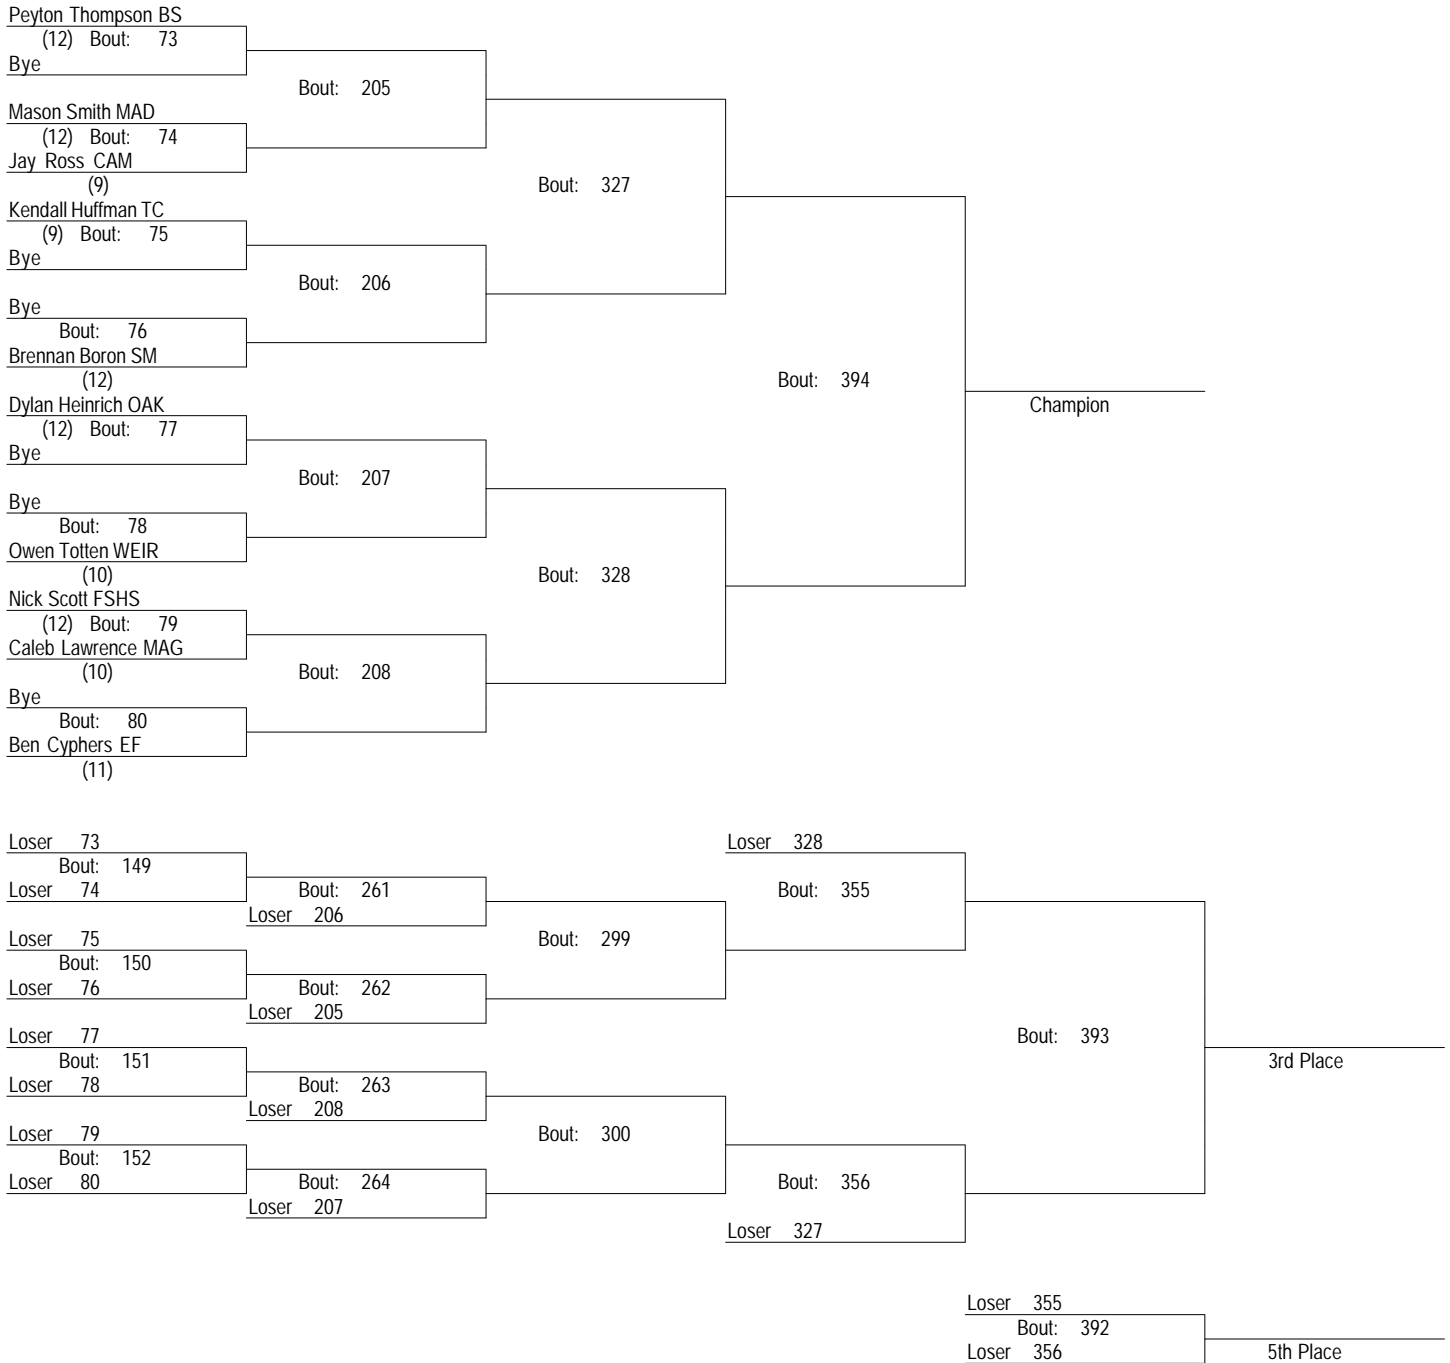 Peyton Thompson BS
(12) Bout: 73
Bye
Bout: 205
Mason Smith MAD
(12) Bout: 74
Jay Ross CAM
(9)
Bout: 327
Kendall Huffman TC
(9) Bout: 75
Bye
Bout: 206
Bye
Bout: 76
Brennan Boron SM
(12)
Bout: 394
Dylan Heinrich OAK
Champion
(12) Bout: 77
Bye
Bout: 207
Bye
Bout: 78
Owen Totten WEIR
(10)
Bout: 328
Nick Scott FSHS
(12) Bout: 79
Caleb Lawrence MAG
(10)
Bout: 208
Bye
Bout: 80
Ben Cyphers EF
(11)
Loser 73
Loser 328
Bout: 149
Loser 74
Bout: 261
Bout: 355
Loser 206
Loser 75
Bout: 299
Bout: 150
Loser 76
Bout: 262
Loser 205
Loser 77
Bout: 393
Bout: 151
3rd Place
Loser 78
Bout: 263
Loser 208
Loser 79
Bout: 300
Bout: 152
Loser 80
Bout: 264
Bout: 356
Loser 207
Loser 327
Loser 355
Bout: 392
Loser 356
5th Place